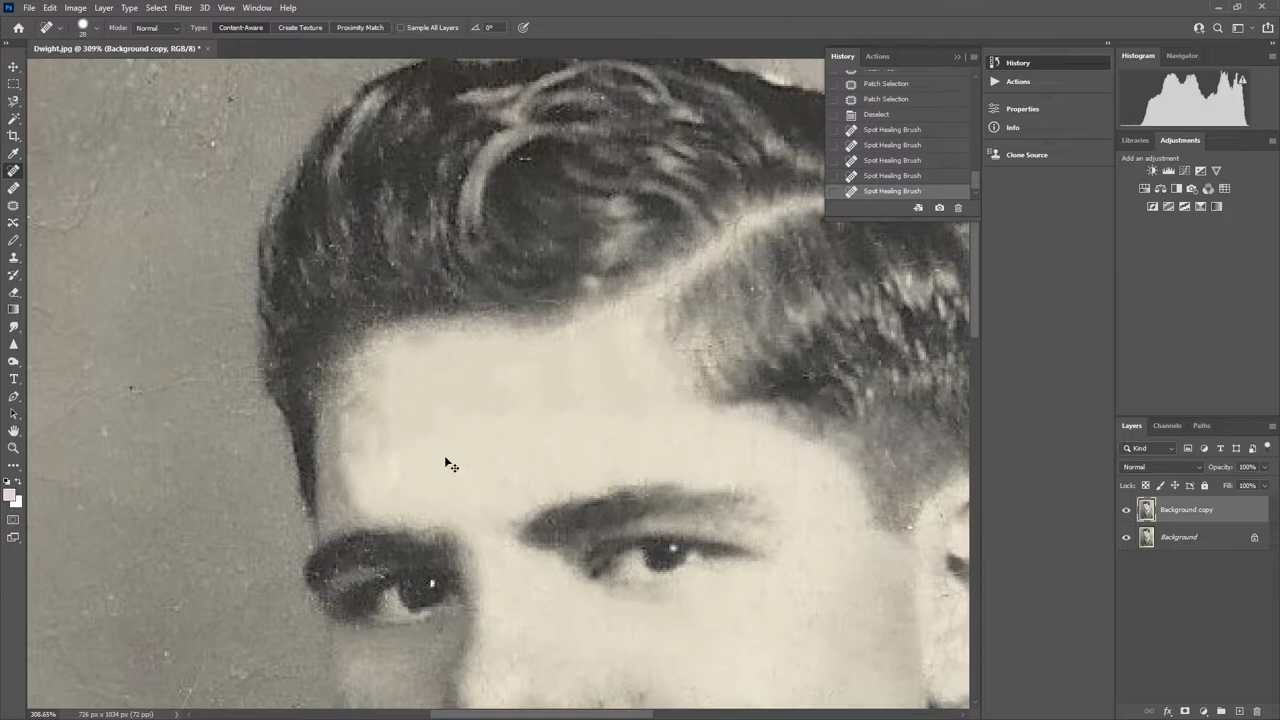 Ps File Edit Image Layer Type Select Filter 3D View Window Help
28 Mode: Normal Type: Content-Aware Create Texture Proximity Match Sample All Layers 0°
Dwight.jpg @ 309% (Background copy, RGB/8) * ×
History Actions
Patch Selection
Patch Selection
Deselect
Spot Healing Brush
Spot Healing Brush
Spot Healing Brush
Spot Healing Brush
Spot Healing Brush
History
Actions
Properties
Info
Clone Source
Histogram Navigator
Libraries Adjustments
Add an adjustment
Layers Channels Paths
Kind
Normal Opacity: 100%
Lock: Fill: 100%
Background copy
Background
308.65% 726 px x 1034 px (72 ppi)